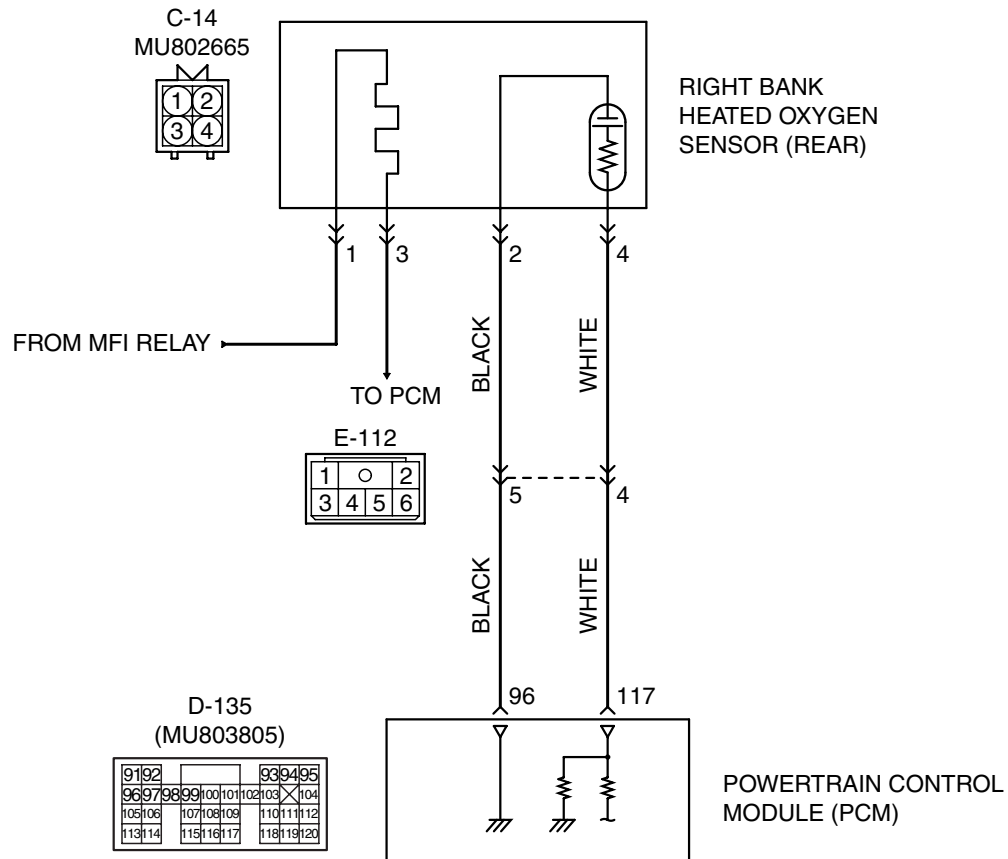 C-14
MU802665
1 2
3 4
RIGHT BANK
HEATED OXYGEN
SENSOR (REAR)
1 3 2 4
FROM MFI RELAY
TO PCM
BLACK
WHITE
E-112
1 2
3 4 5 6
5 4
BLACK
WHITE
96 117
D-135
(MU803805)
91 92 93 94 95
96 97 98 99 100 101 102 103 104
105 106 107 108 109 110 111 112
113 114 115 116 117 118 119 120
POWERTRAIN CONTROL
MODULE (PCM)